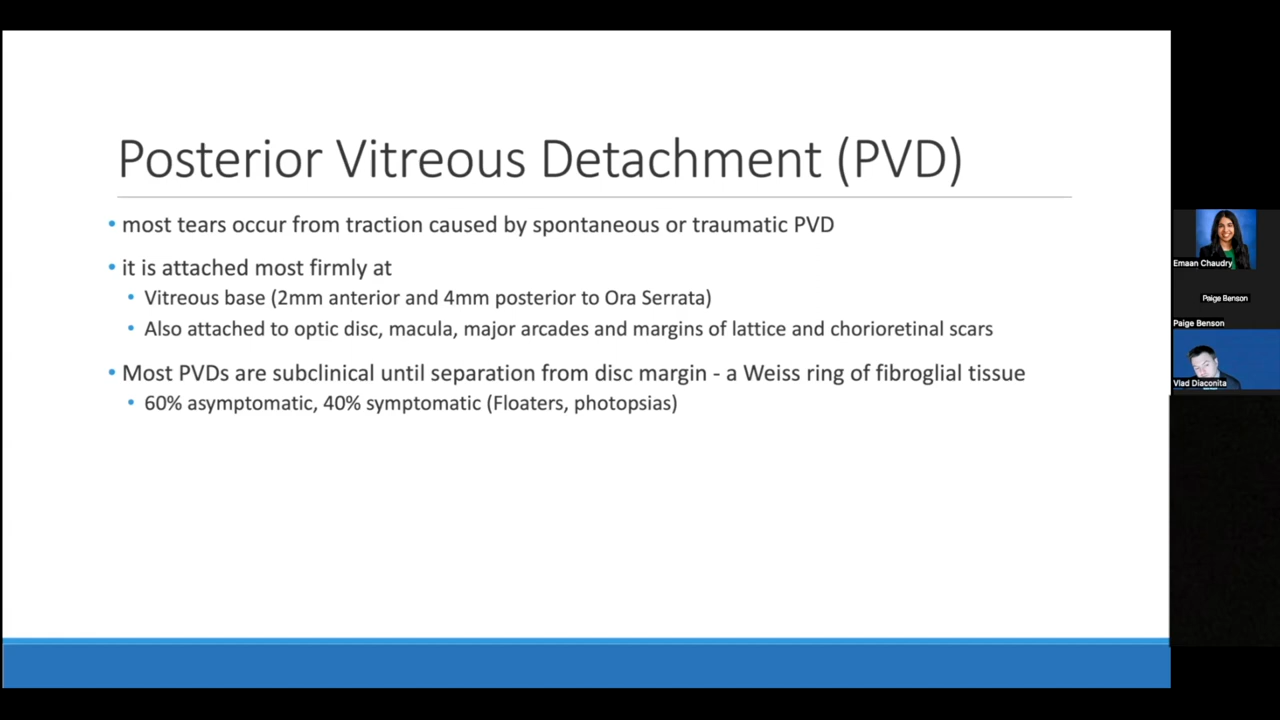 Posterior Vitreous Detachment (PVD)
• most tears occur from traction caused by spontaneous or traumatic PVD
• it is attached most firmly at
• Vitreous base (2mm anterior and 4mm posterior to Ora Serrata)
• Also attached to optic disc, macula, major arcades and margins of lattice and chorioretinal scars
• Most PVDs are subclinical until separation from disc margin - a Weiss ring of fibroglial tissue
• 60% asymptomatic, 40% symptomatic (Floaters, photopsias)
Emaan Chaudry
Paige Benson
Paige Benson
Vlad Diaconita